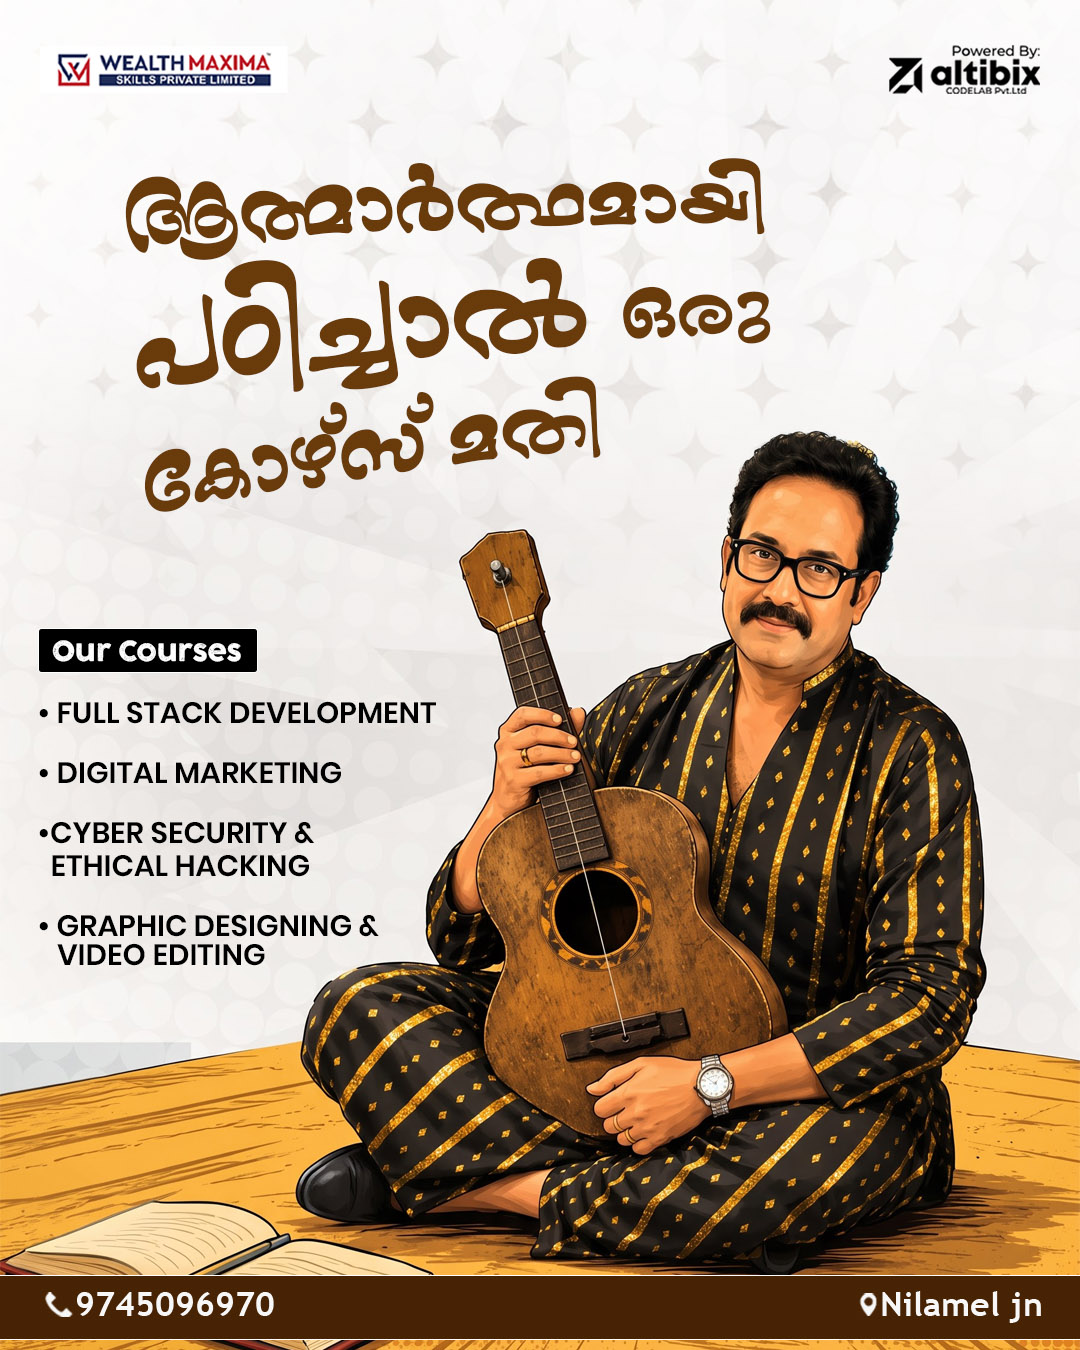 WEALTH MAXIMA™
SKILLS PRIVATE LIMITED
Powered By:
altibix
CODELAB Pvt.Ltd
ആത്മാർത്ഥമായി
പഠിച്ചാൽ ഒരു
കോഴ്സ് മതി
Our Courses
• FULL STACK DEVELOPMENT
• DIGITAL MARKETING
•CYBER SECURITY &
ETHICAL HACKING
• GRAPHIC DESIGNING &
VIDEO EDITING
9745096970
Nilamel jn